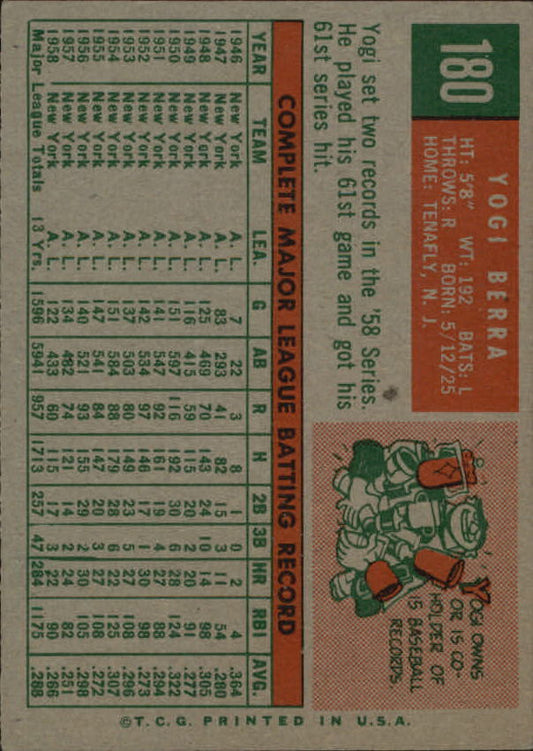 180
YOGI BERRA
HT: 5'8" WT: 192 BATS: L
THROWS: R BORN: 5/12/25
HOME: TENAFLY, N. J.
YOGI OWNS
OR IS CO-
HOLDER OF
15 BASEBALL
RECORDS.
Yogi set two records in the '58 Series.
He played his 61st game and got his
61st series hit.
COMPLETE MAJOR LEAGUE BATTING RECORD
YEAR TEAM LEA. G AB R H 2B 3B HR RBI AVG.
1946 New York A. L. 7 22 3 8 1 0 2 4 .364
1947 New York A. L. 83 293 41 82 15 3 11 54 .280
1948 New York A. L. 125 469 70 143 24 10 14 98 .305
1949 New York A. L. 116 415 59 115 20 2 20 91 .277
1950 New York A. L. 151 597 116 192 30 6 28 124 .322
1951 New York A. L. 141 547 92 161 19 4 27 88 .294
1952 New York A. L. 142 534 97 146 17 1 30 98 .273
1953 New York A. L. 137 503 80 149 23 5 27 108 .296
1954 New York A. L. 151 584 88 179 28 6 22 125 .307
1955 New York A. L. 147 541 84 147 20 3 27 108 .272
1956 New York A. L. 140 521 93 155 29 2 30 105 .298
1957 New York A. L. 134 482 74 121 14 2 24 82 .251
1958 New York A. L. 122 433 60 115 17 3 22 90 .266
Major League Totals 13 Yrs. 1596 5941 957 1713 257 47 284 1175 .288
©T.C.G. PRINTED IN U.S.A.